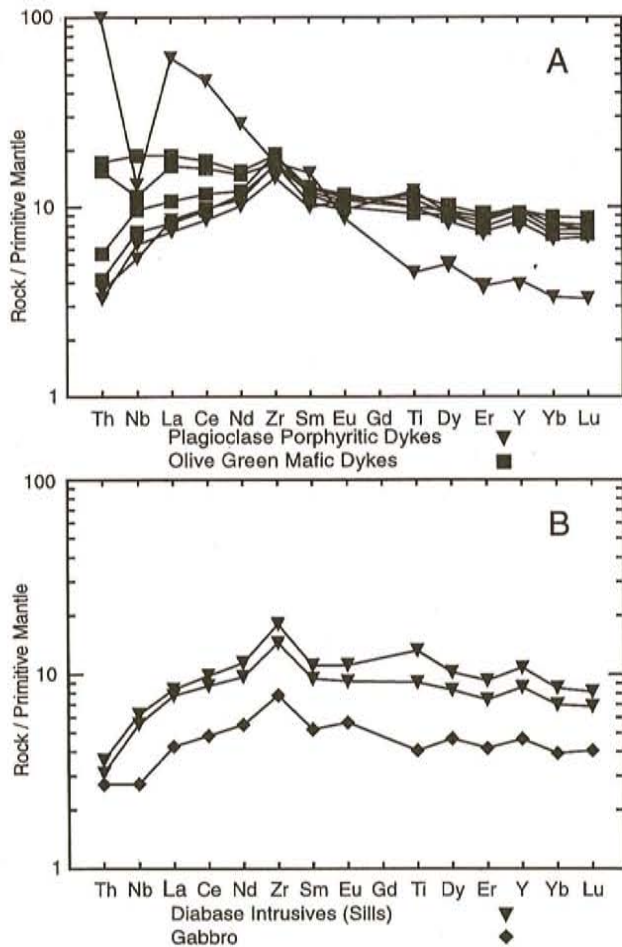 100
A
10
1
Rock / Primitive Mantle
Th Nb La Ce Nd Zr Sm Eu Gd Ti Dy Er Y Yb Lu
Plagioclase Porphyritic Dykes
Olive Green Mafic Dykes
100
B
10
1
Rock / Primitive Mantle
Th Nb La Ce Nd Zr Sm Eu Gd Ti Dy Er Y Yb Lu
Diabase Intrusives (Sills)
Gabbro